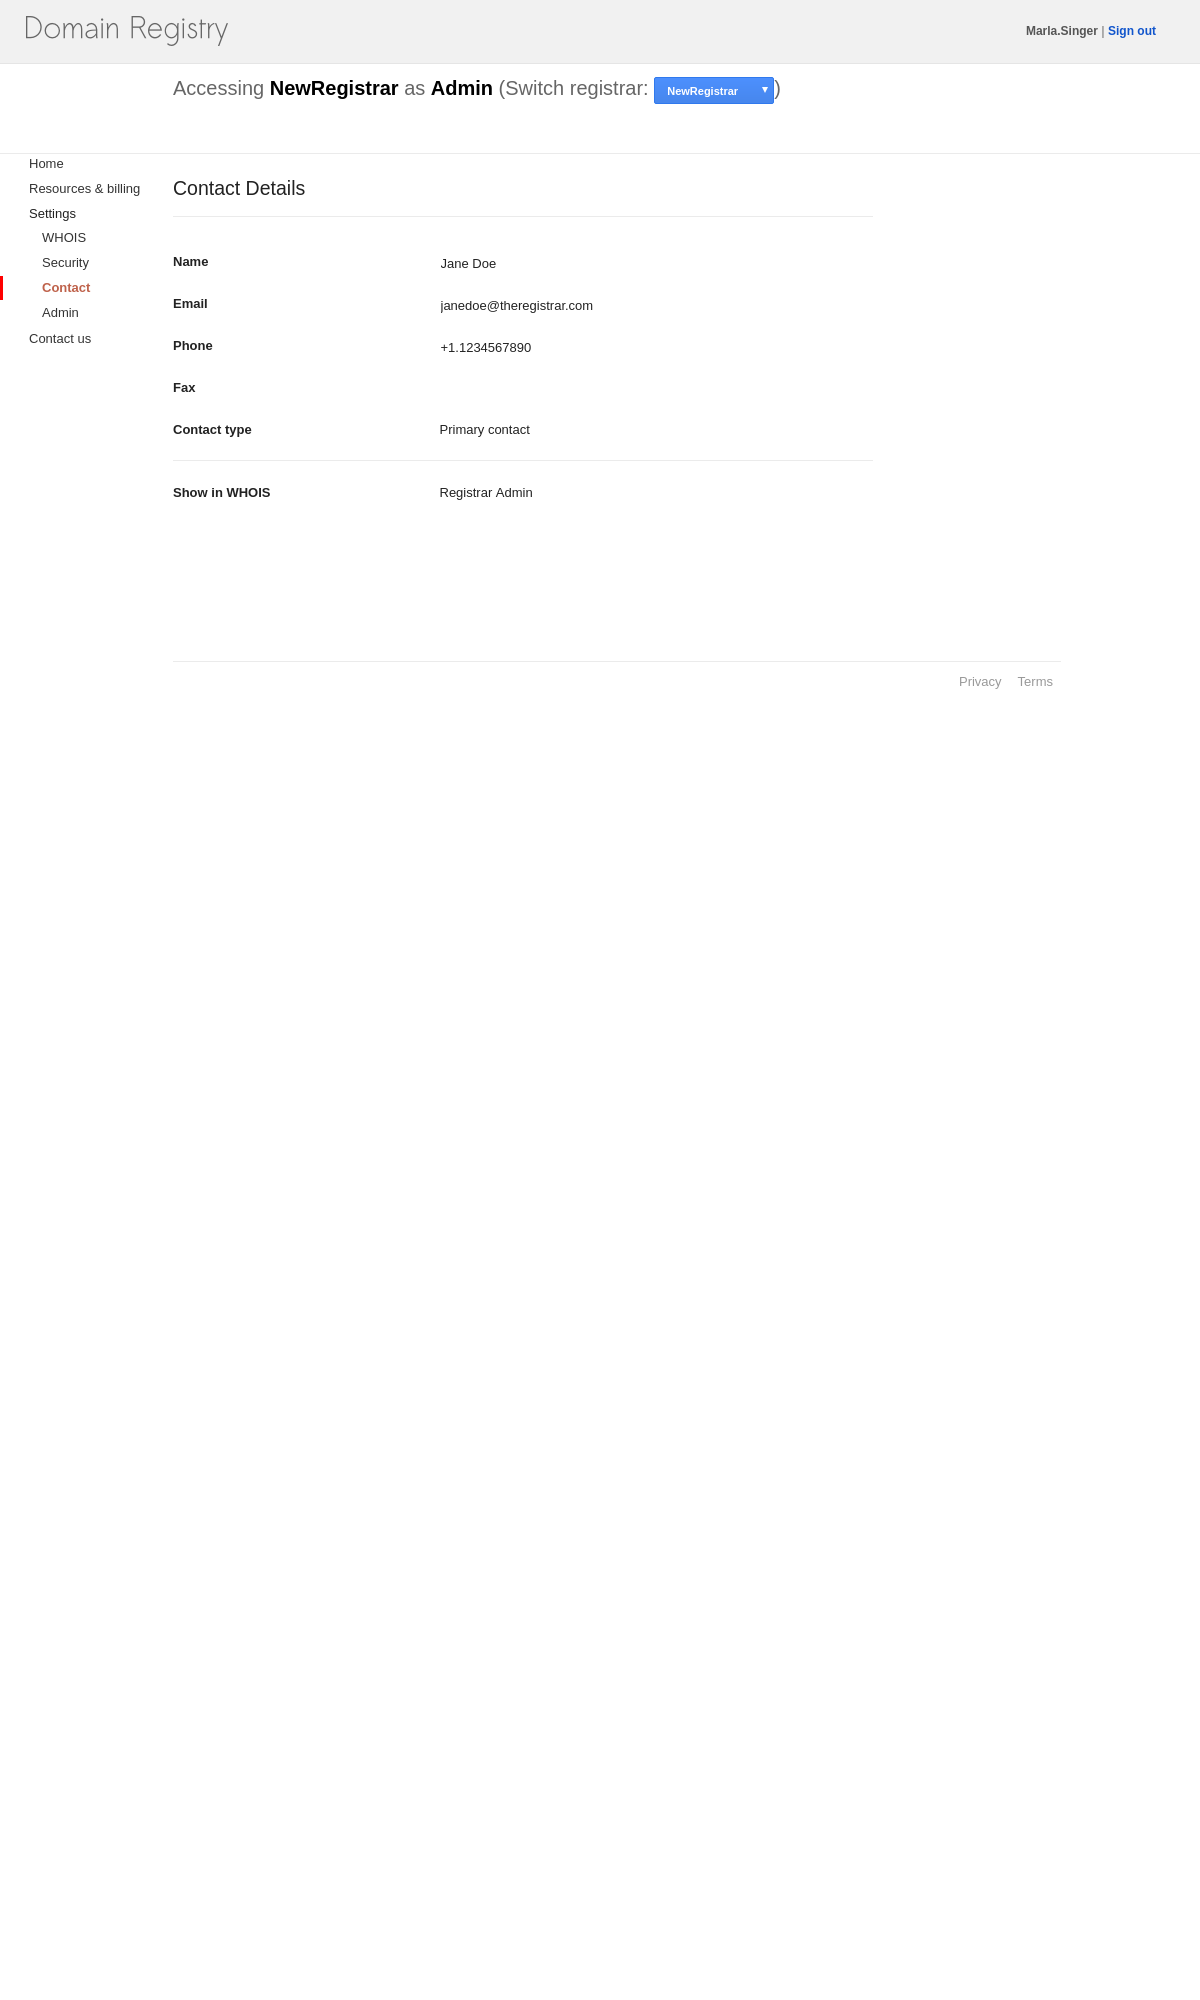 Domain Registry
Marla.Singer | Sign out
Accessing NewRegistrar as Admin (Switch registrar: NewRegistrar ▾)
Home
Resources & billing
Settings
WHOIS
Security
Contact
Admin
Contact us
Contact Details
Name Jane Doe
Email janedoe@theregistrar.com
Phone +1.1234567890
Fax
Contact type Primary contact
Show in WHOIS Registrar Admin
Privacy Terms